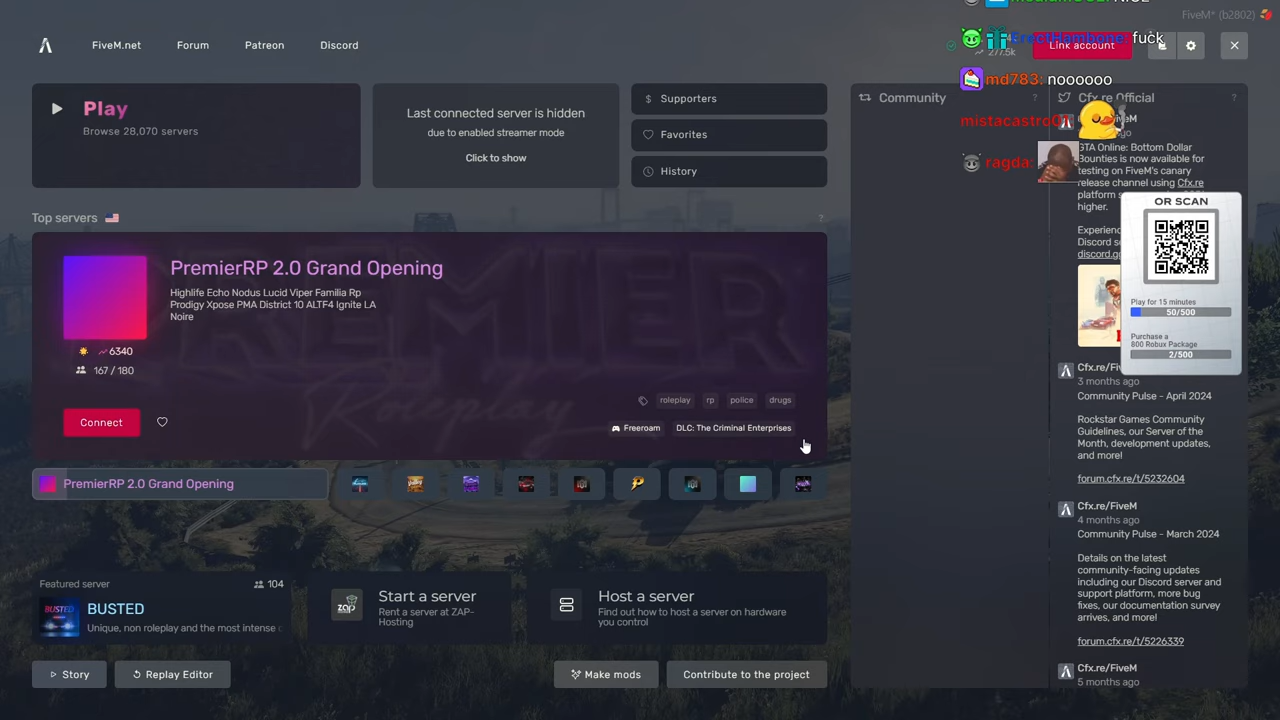 FiveM* (b2802)
FiveM.net
Forum
Patreon
Discord
277.5k
Link account
fuck
md783: noooooo
mistacastro0
ragda:
Play
Browse 28,070 servers
Last connected server is hidden
due to enabled streamer mode
Click to show
Supporters
Favorites
History
Community
?
Cfx.re Official
?
GTA Online: Bottom Dollar
Bounties is now available for
testing on FiveM's canary
release channel using Cfx.re
platform
higher.
Discord
discord.gg
OR SCAN
Play for 15 minutes
50/500
Purchase a
800 Robux Package
2/500
Top servers
?
PremierRP 2.0 Grand Opening
Highlife Echo Nodus Lucid Viper Familia Rp
Prodigy Xpose PMA District 10 ALTF4 Ignite LA
Noire
6340
167 / 180
Connect
roleplay
rp
police
drugs
Freeroam
DLC: The Criminal Enterprises
PremierRP 2.0 Grand Opening
3 months ago
Community Pulse - April 2024
Rockstar Games Community
Guidelines, our Server of the
Month, development updates,
and more!
forum.cfx.re/t/5232604
Cfx.re/FiveM
4 months ago
Community Pulse - March 2024
Details on the latest
community-facing updates
including our Discord server and
support platform, more bug
fixes, our documentation survey
arrives, and more!
forum.cfx.re/t/5226339
Cfx.re/FiveM
5 months ago
Featured server
104
BUSTED
BUSTED
Unique, non roleplay and the most intense
zap
Start a server
Rent a server at ZAP-
Hosting
Host a server
Find out how to host a server on hardware
you control
Story
Replay Editor
Make mods
Contribute to the project